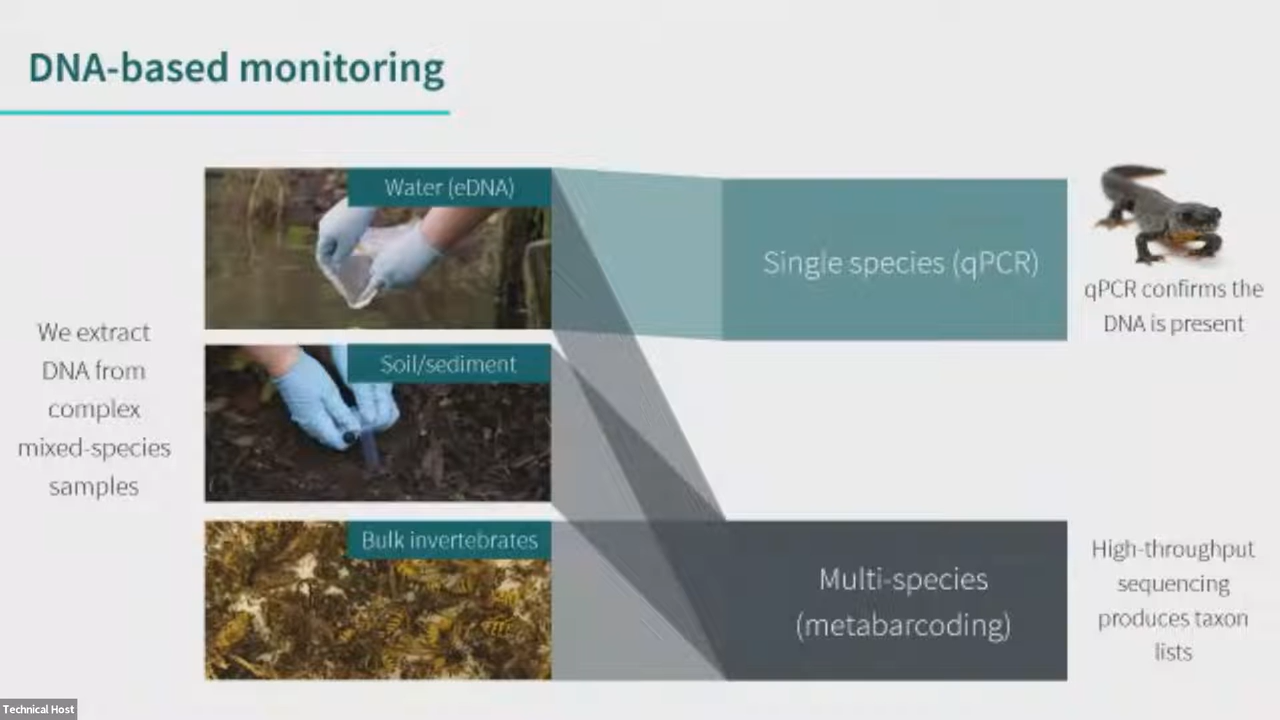 DNA-based monitoring
We extract
DNA from
complex
mixed-species
samples
Water (eDNA)
Soil/sediment
Bulk invertebrates
Single species (qPCR)
Multi-species
(metabarcoding)
qPCR confirms the
DNA is present
High-throughput
sequencing
produces taxon
lists
Technical Host